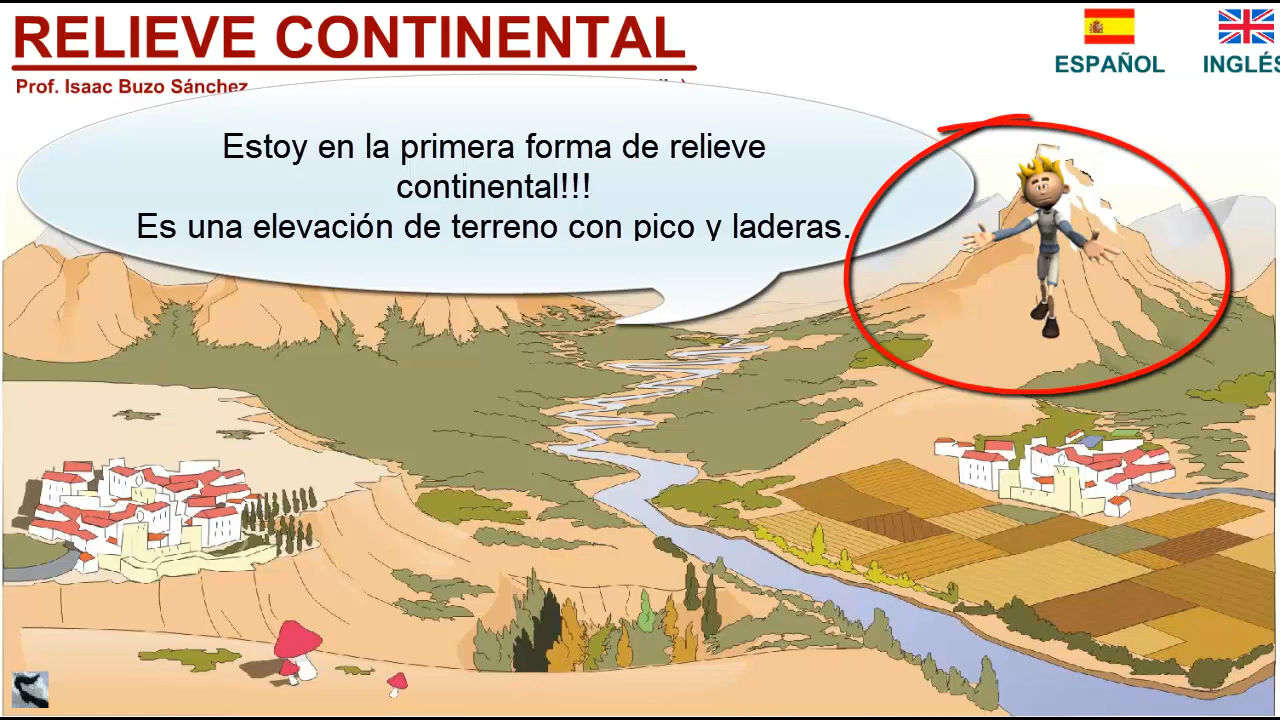 RELIEVE CONTINENTAL
ESPAÑOL
INGLÉS
Prof. Isaac Buzo Sánchez
Estoy en la primera forma de relieve
continental!!!
Es una elevación de terreno con pico y laderas.